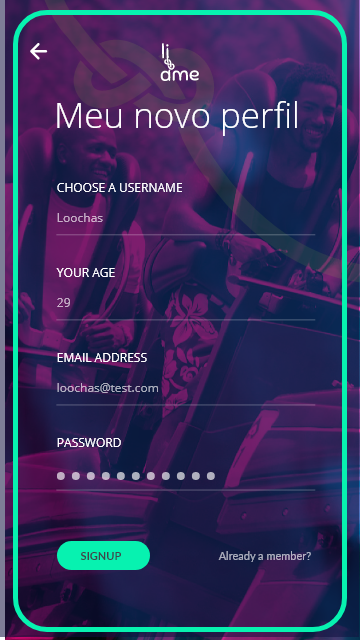 li
&
dme
Meu novo perfil
CHOOSE A USERNAME
Loochas
YOUR AGE
29
EMAIL ADDRESS
loochas@test.com
PASSWORD
SIGNUP
Already a member?